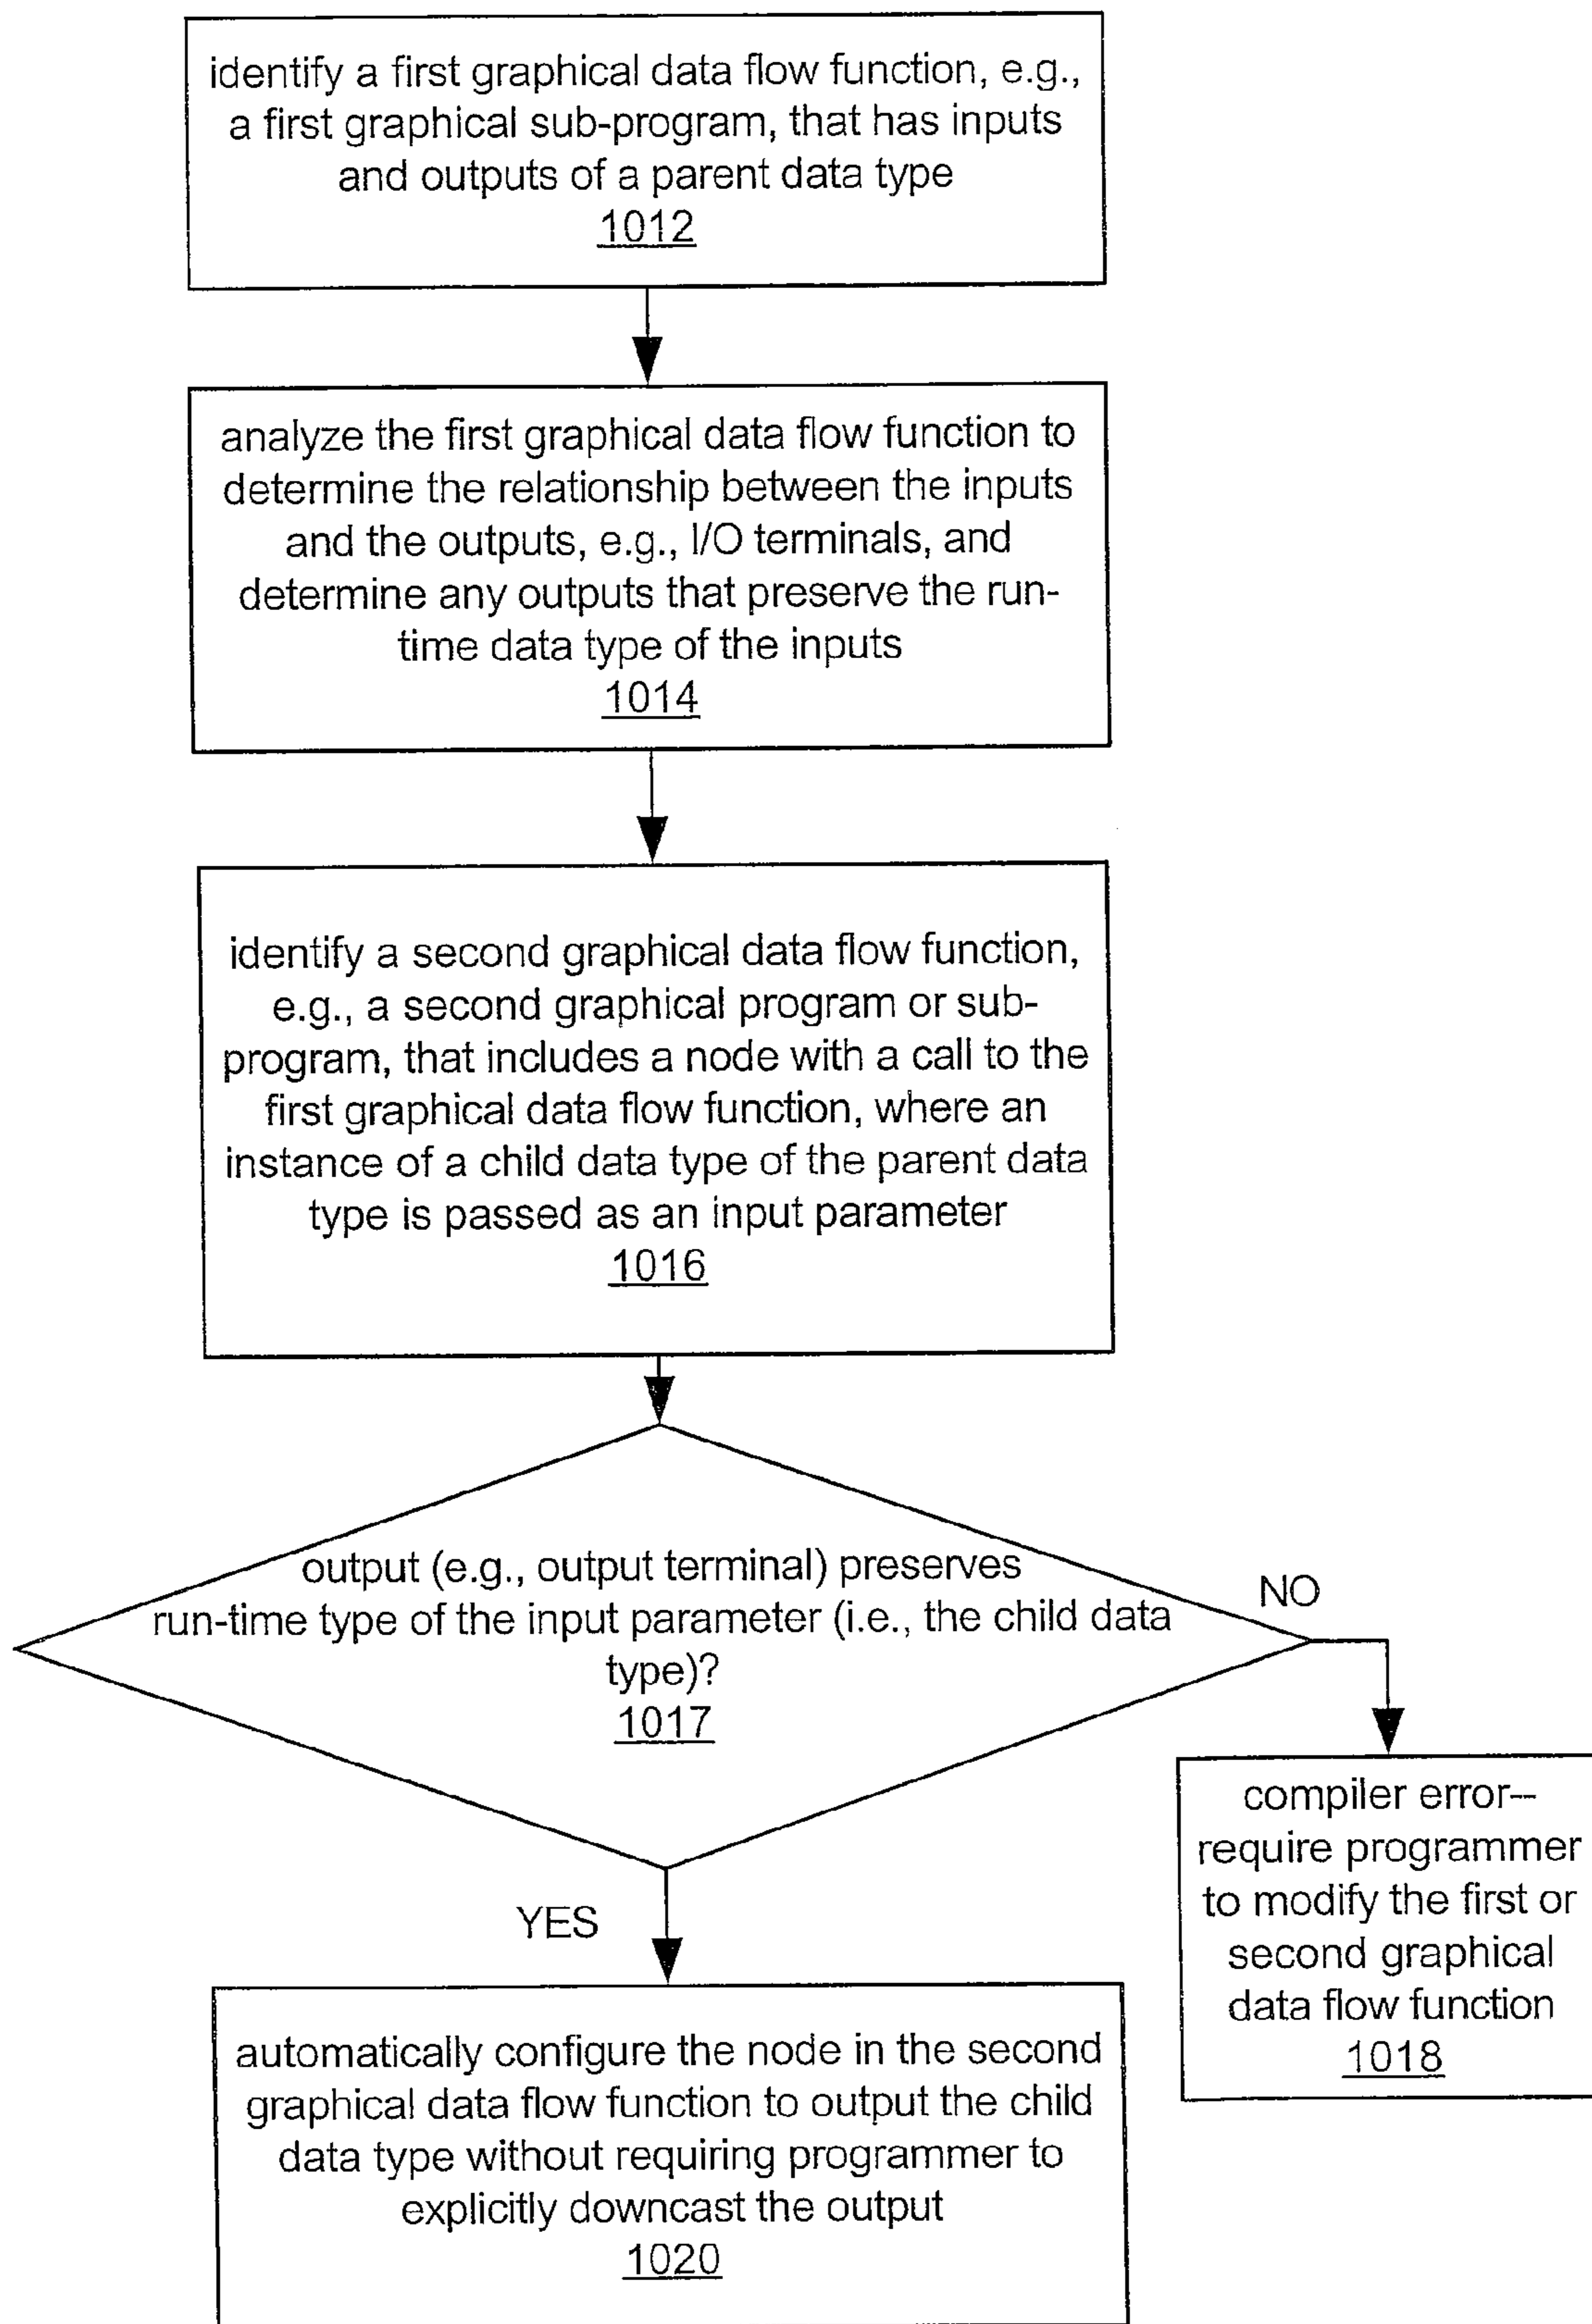 identify a first graphical data flow function, e.g.,
a first graphical sub-program, that has inputs
and outputs of a parent data type
1012
analyze the first graphical data flow function to
determine the relationship between the inputs
and the outputs, e.g., I/O terminals, and
determine any outputs that preserve the run-
time data type of the inputs
1014
identify a second graphical data flow function,
e.g., a second graphical program or sub-
program, that includes a node with a call to the
first graphical data flow function, where an
instance of a child data type of the parent data
type is passed as an input parameter
1016
output (e.g., output terminal) preserves
run-time type of the input parameter (i.e., the child data
type)?
1017
NO
compiler error--
require programmer
to modify the first or
second graphical
data flow function
1018
YES
automatically configure the node in the second
graphical data flow function to output the child
data type without requiring programmer to
explicitly downcast the output
1020